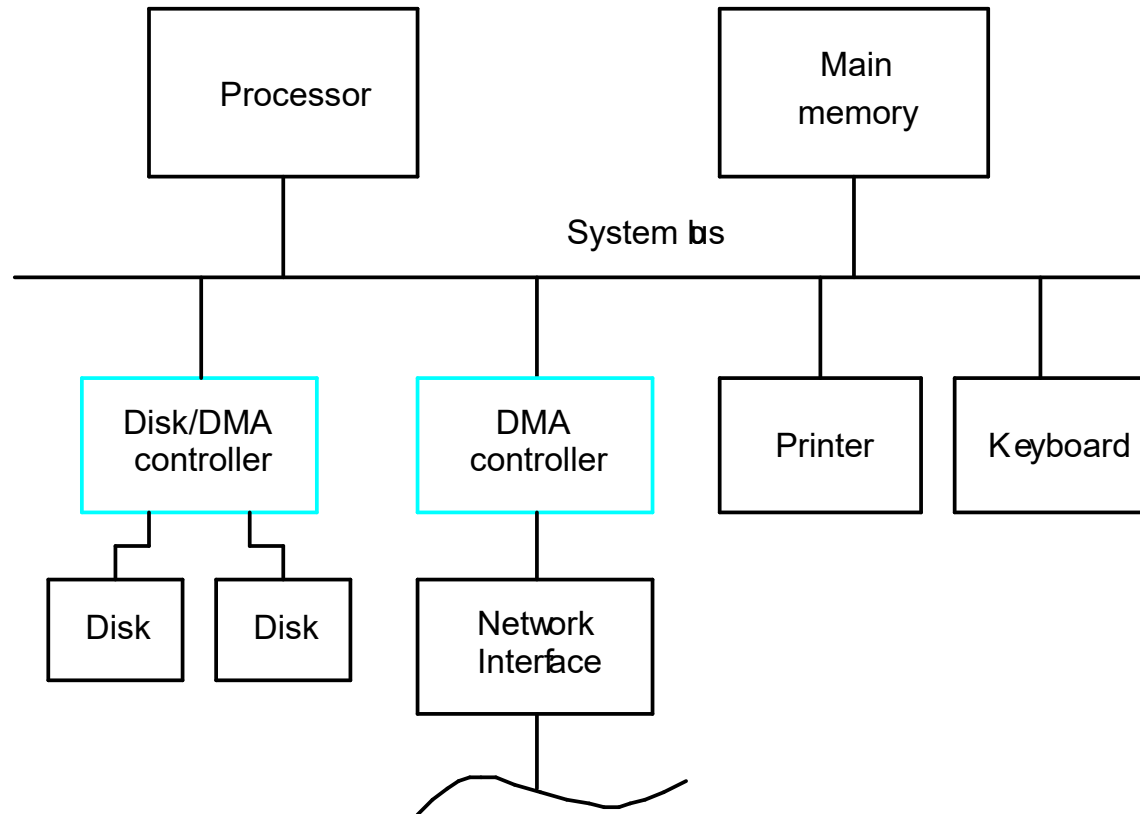 Processor
Main
memory
System bus
Disk/DMA
controller
DMA
controller
Printer
Keyboard
Disk
Disk
Network
Interface